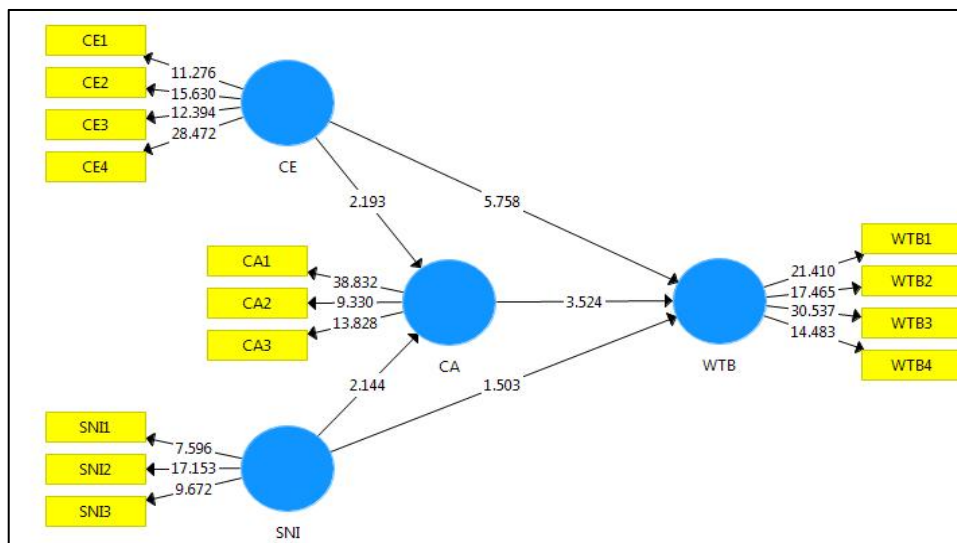 CE1
11.276
CE2
15.630
CE3
12.394
CE4
28.472
CE
2.193
5.758
CA1
38.832
CA2
9.330
CA3
13.828
CA
3.524
WTB1
21.410
WTB2
17.465
WTB3
30.537
WTB4
14.483
WTB
2.144
1.503
SNI1
7.596
SNI2
17.153
SNI3
9.672
SNI